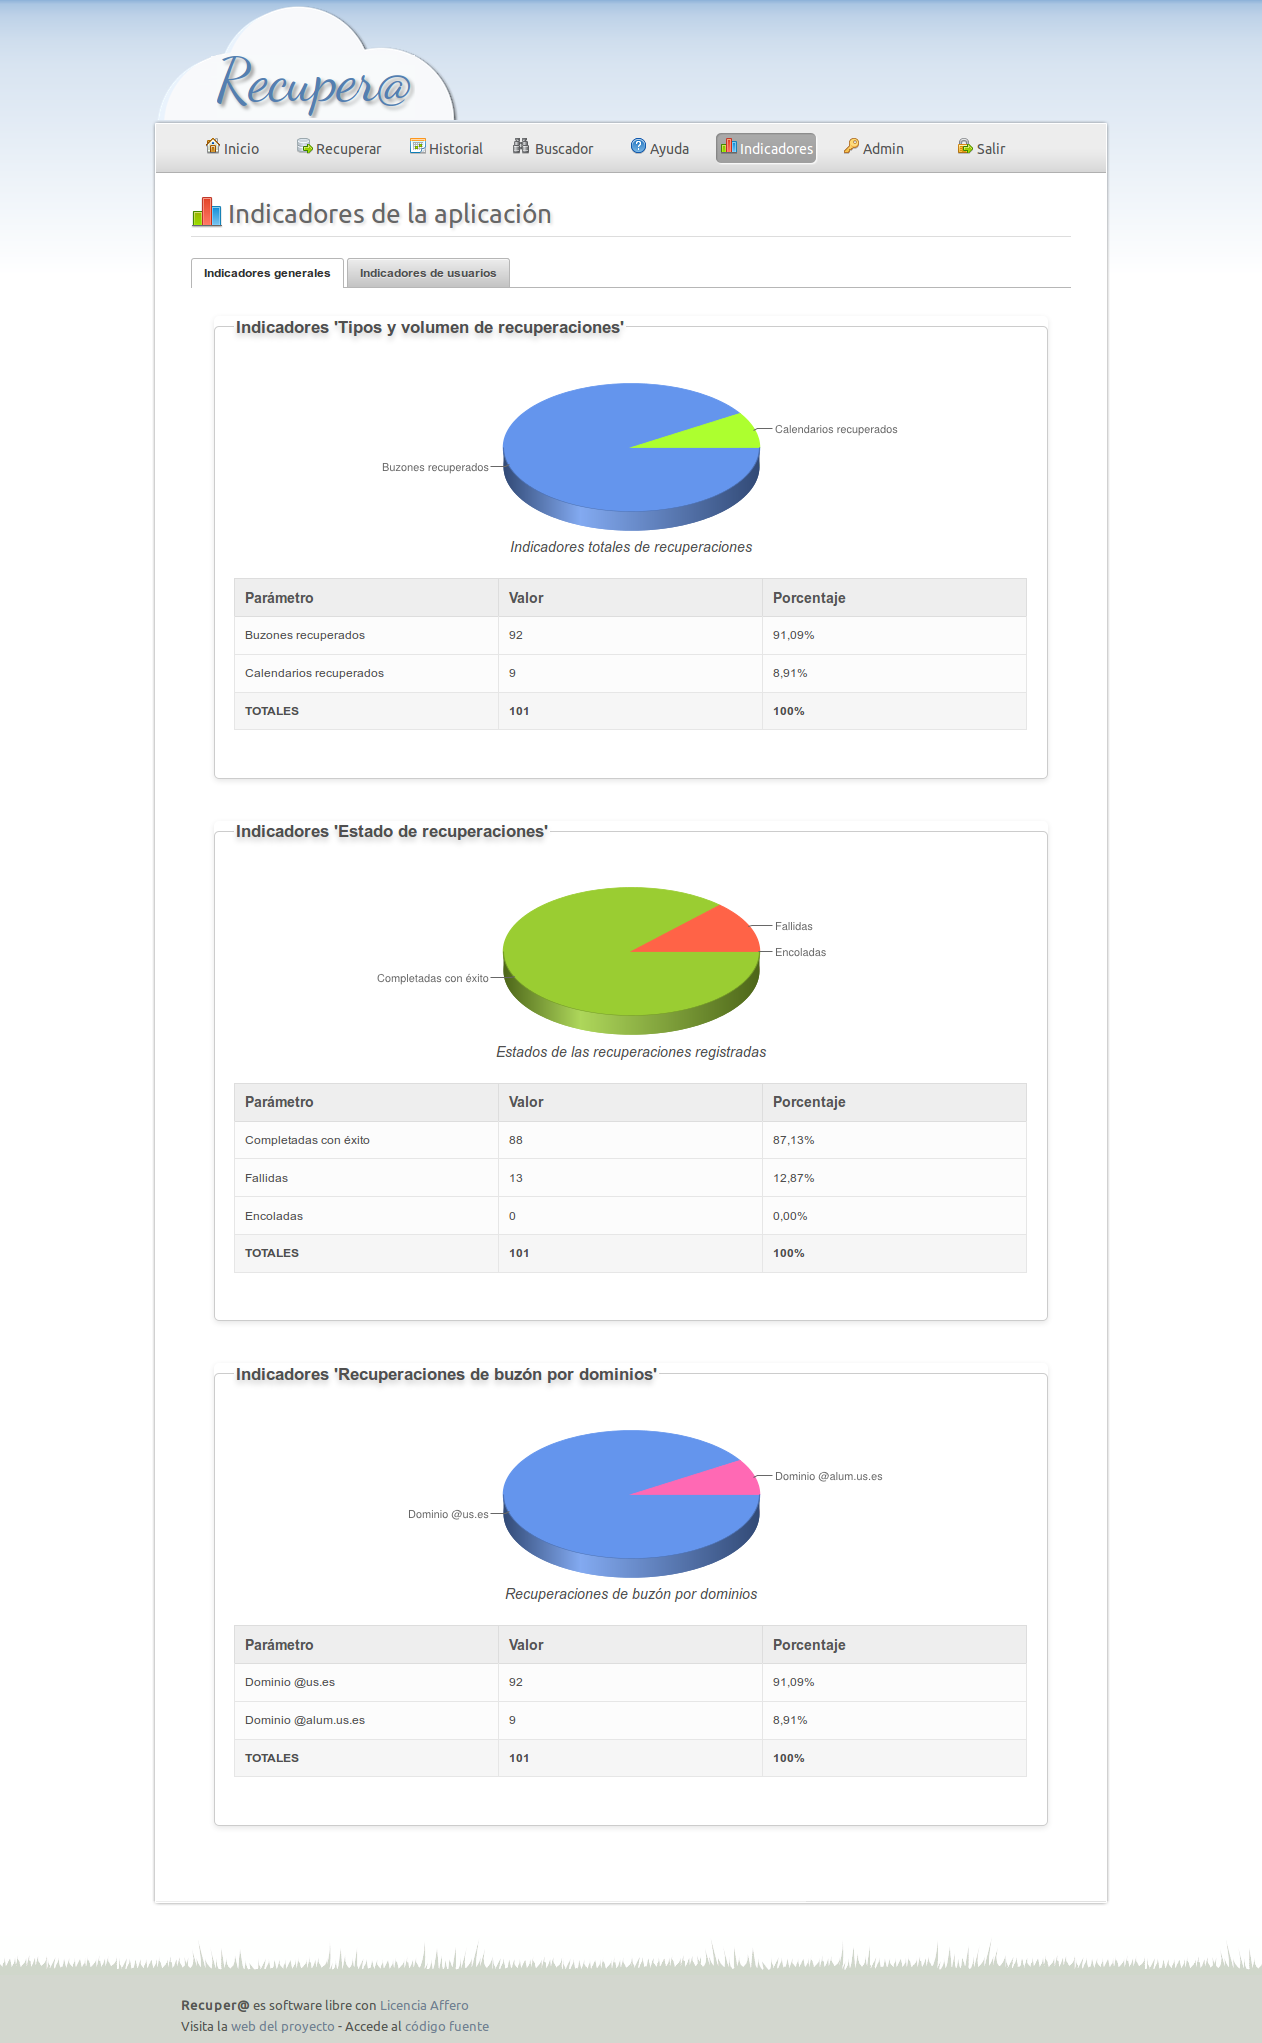 Recuper@
Inicio Recuperar Historial Buscador Ayuda Indicadores Admin Salir
Indicadores de la aplicación
Indicadores generales Indicadores de usuarios
Indicadores 'Tipos y volumen de recuperaciones'
Calendarios recuperados
Buzones recuperados
Indicadores totales de recuperaciones
Parámetro Valor Porcentaje
Buzones recuperados 92 91,09%
Calendarios recuperados 9 8,91%
TOTALES 101 100%
Indicadores 'Estado de recuperaciones'
Fallidas
Encoladas
Completadas con éxito
Estados de las recuperaciones registradas
Parámetro Valor Porcentaje
Completadas con éxito 88 87,13%
Fallidas 13 12,87%
Encoladas 0 0,00%
TOTALES 101 100%
Indicadores 'Recuperaciones de buzón por dominios'
Dominio @alum.us.es
Dominio @us.es
Recuperaciones de buzón por dominios
Parámetro Valor Porcentaje
Dominio @us.es 92 91,09%
Dominio @alum.us.es 9 8,91%
TOTALES 101 100%
Recuper@ es software libre con Licencia Affero
Visita la web del proyecto - Accede al código fuente